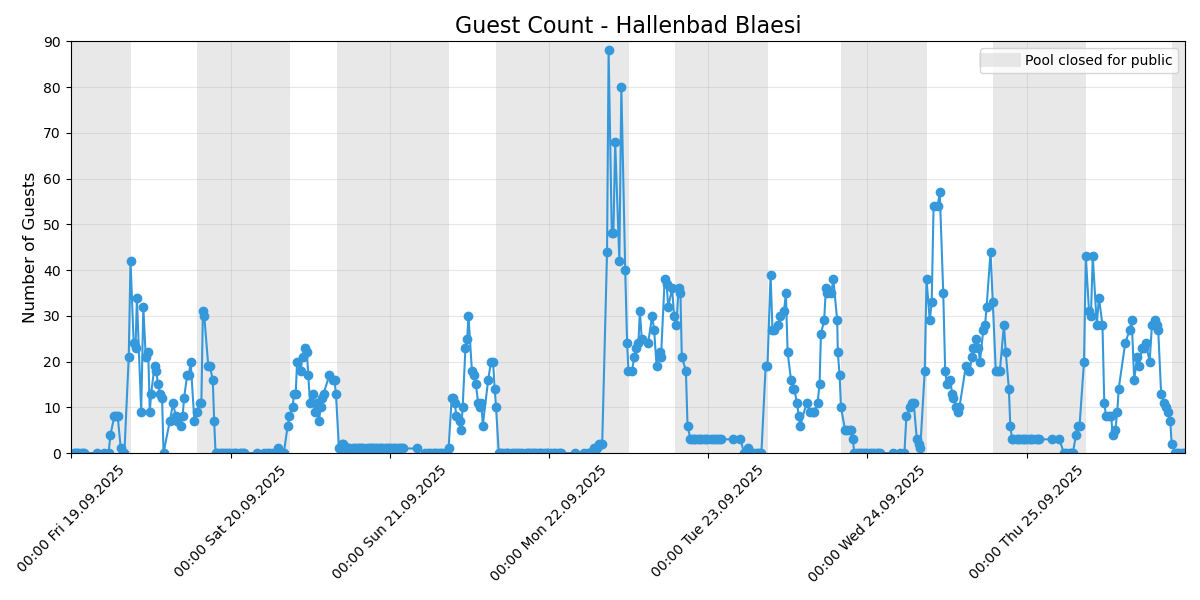 Guest Count - Hallenbad Blaesi
Pool closed for public
Number of Guests
90
80
70
60
50
40
30
20
10
0
00:00 Fri 19.09.2025
00:00 Sat 20.09.2025
00:00 Sun 21.09.2025
00:00 Mon 22.09.2025
00:00 Tue 23.09.2025
00:00 Wed 24.09.2025
00:00 Thu 25.09.2025